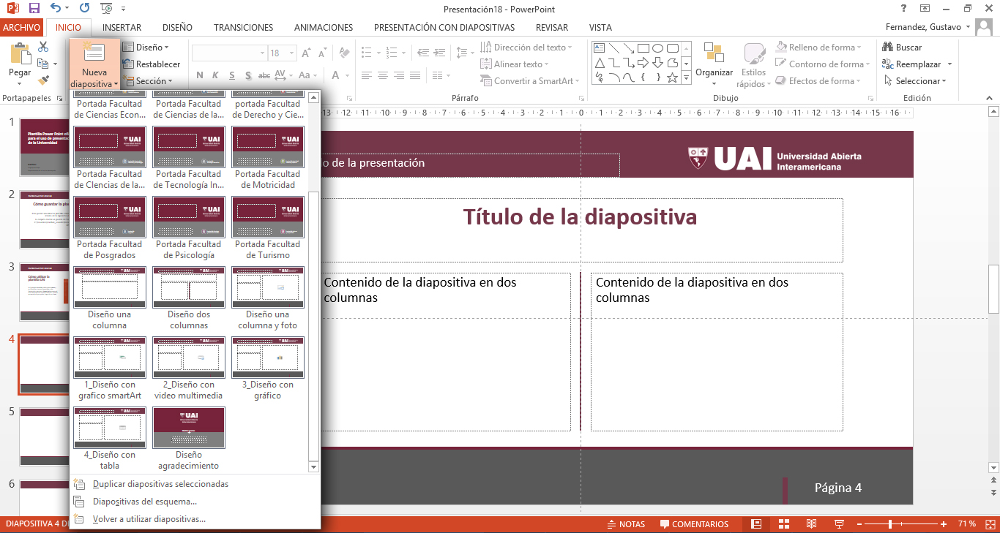 Presentación18 - PowerPoint
ARCHIVO INICIO INSERTAR DISEÑO TRANSICIONES ANIMACIONES PRESENTACIÓN CON DIAPOSITIVAS REVISAR VISTA
Fernandez, Gustavo
Pegar
Portapapeles
Nueva
diapositiva
Diseño
Restablecer
Sección
18
N K S S abc AV Aa A
Párrafo
Dirección del texto
Alinear texto
Convertir a SmartArt
Organizar
Estilos
rápidos
Relleno de forma
Contorno de forma
Efectos de forma
Dibujo
Buscar
Reemplazar
Seleccionar
Edición
Portada Facultad
de Ciencias Econ...
Portada Facultad
de Ciencias de la...
portada Facultad
de Derecho y Cie...
Portada Facultad
de CIencias de la...
Portada Facultad
de Tecnología In...
Portada Facultad
de Motricidad
Portada Facultad
de Posgrados
Portada Facultad
de Psicología
Portada Facultad
de Turismo
Diseño una
columna
Diseño dos
columnas
Diseño una
columna y foto
1_Diseño con
grafico smartArt
2_Diseño con
video multimedia
3_Diseño con
gráfico
4_Diseño con
tabla
Diseño
agradecimiento
Duplicar diapositivas seleccionadas
Diapositivas del esquema...
Volver a utilizar diapositivas...
1
2
3
4
5
6
13 12 11 10 9 8 7 6 5 4 3 2 1 0 1 2 3 4 5 6 7 8 9 10 11 12 13 14 15 16
o de la presentación
UAI Universidad Abierta
Interamericana
Título de la diapositiva
Contenido de la diapositiva en dos
columnas
Contenido de la diapositiva en dos
columnas
Página 4
DIAPOSITIVA 4 D
NOTAS COMENTARIOS 71 %